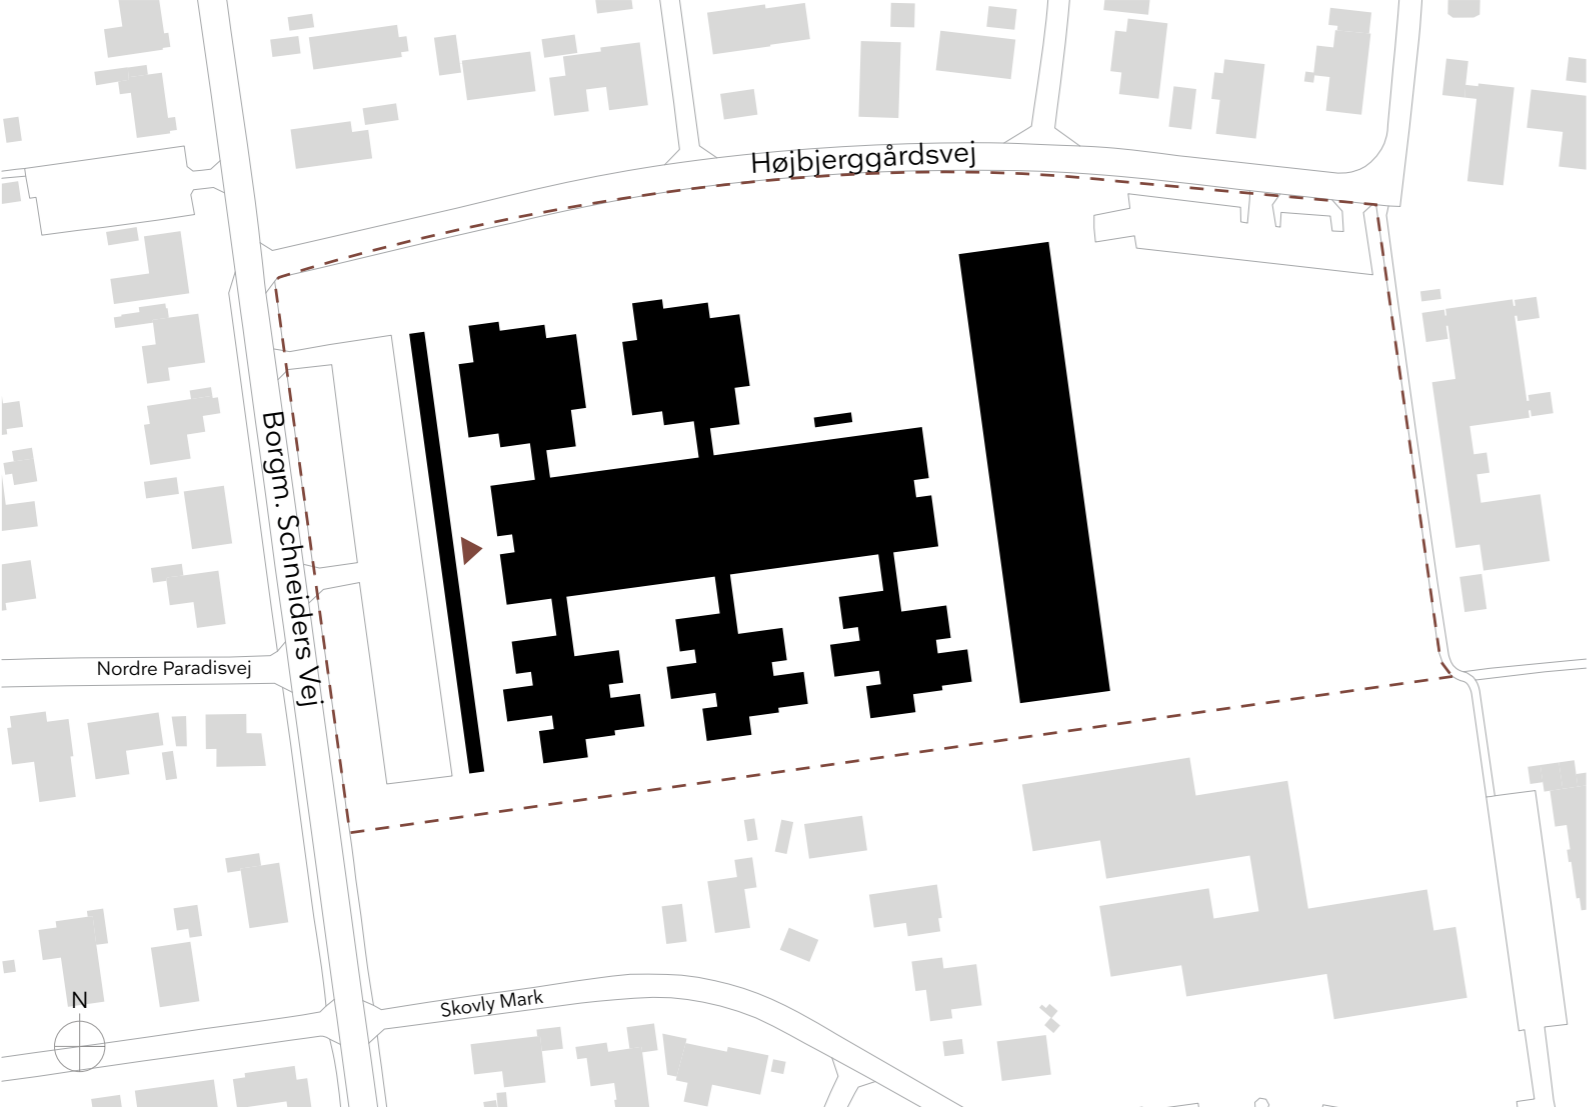 Højbjerggårdsvej
Borgm. Schneiders Vej
Nordre Paradisvej
N
Skovly Mark